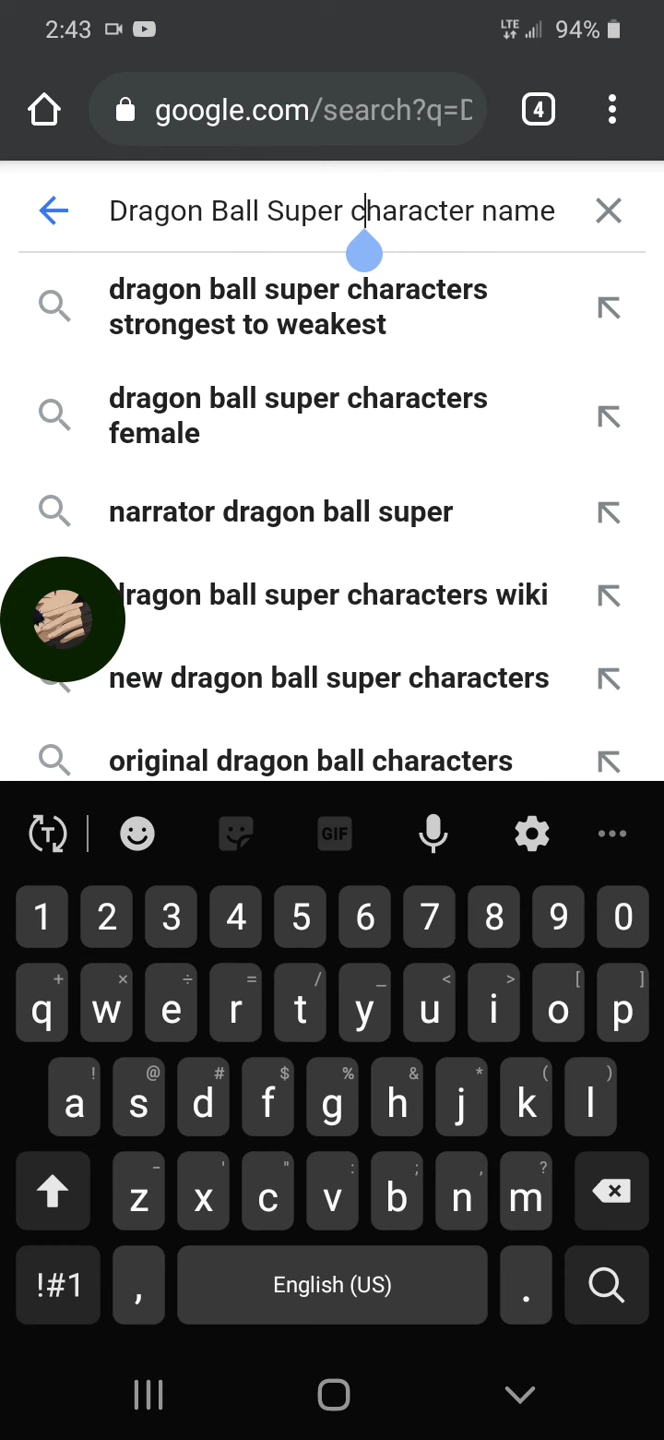 2:43
LTE
94%
google.com/search?q=D
4
Dragon Ball Super character name
dragon ball super characters
strongest to weakest
dragon ball super characters
female
narrator dragon ball super
dragon ball super characters wiki
new dragon ball super characters
original dragon ball characters
T
GIF
1 2 3 4 5 6 7 8 9 0
+ × ÷ = / _ < > [ ]
q w e r t y u i o p
! @ # $ % & * ( )
a s d f g h j k l
- ' " : ; , ?
z x c v b n m
!#1 , English (US) .